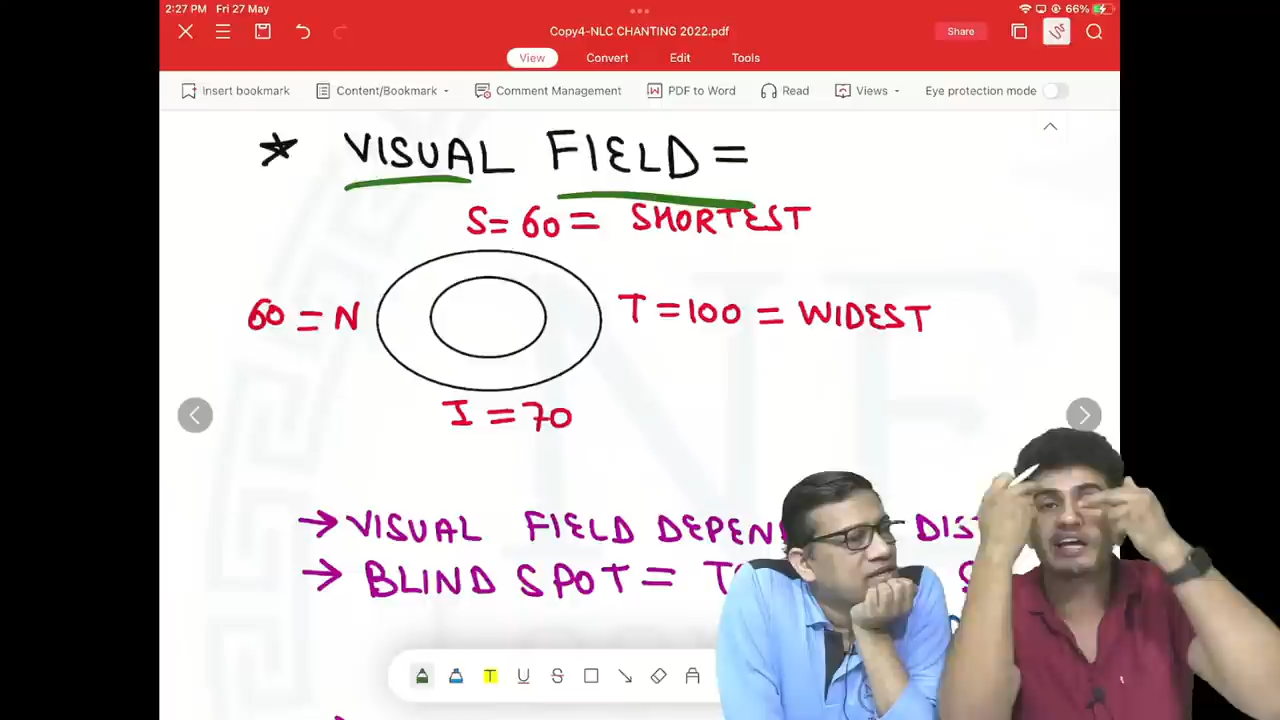 2:27 PM Fri 27 May
66%
Copy4-NLC CHANTING 2022.pdf
Share
View Convert Edit Tools
Insert bookmark Content/Bookmark Comment Management PDF to Word Read Views Eye protection mode
* VISUAL FIELD =
S= 60 = SHORTEST
60 = N
T = 100 = WIDEST
I = 70
→ VISUAL FIELD
→ BLIND SPOT =
T U S